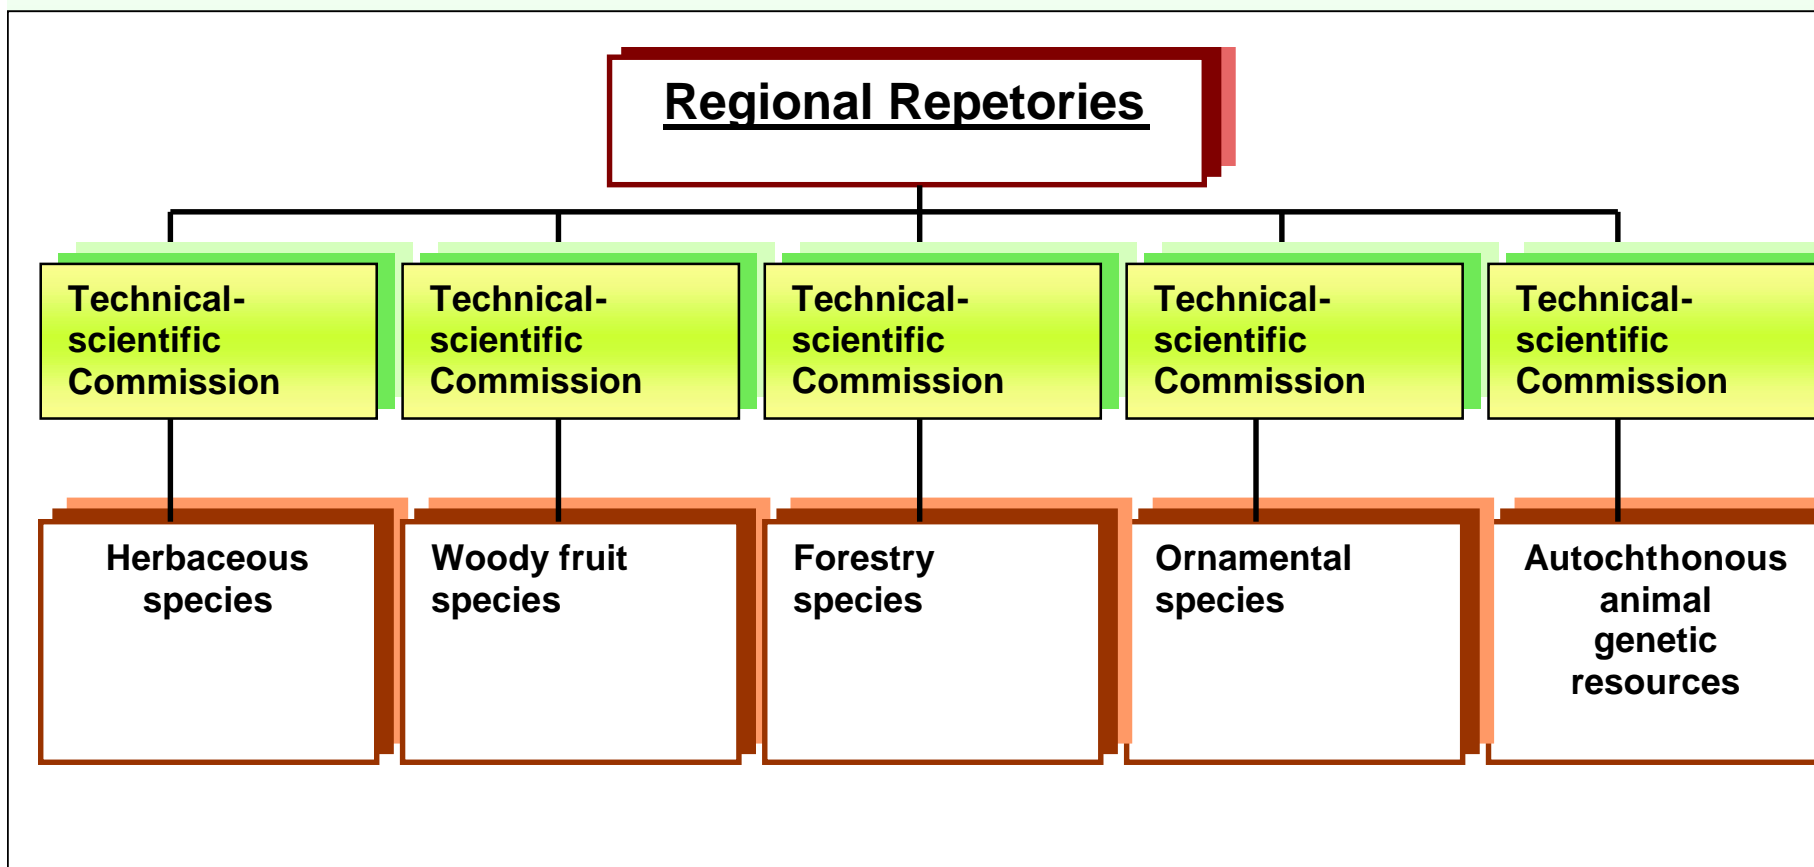 Regional Repetories
Technical-
scientific
Commission
Technical-
scientific
Commission
Technical-
scientific
Commission
Technical-
scientific
Commission
Technical-
scientific
Commission
Herbaceous
species
Woody fruit
species
Forestry
species
Ornamental
species
Autochthonous
animal
genetic
resources